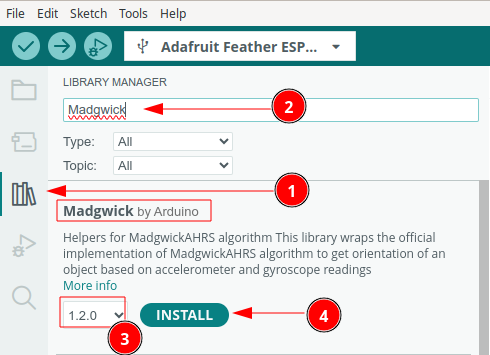 File Edit Sketch Tools Help
Adafruit Feather ESP...
LIBRARY MANAGER
Madgwick
2
Type: All
Topic: All
1
Madgwick by Arduino
Helpers for MadgwickAHRS algorithm This library wraps the official
implementation of MadgwickAHRS algorithm to get orientation of an
object based on accelerometer and gyroscope readings
More info
1.2.0 INSTALL
4
3